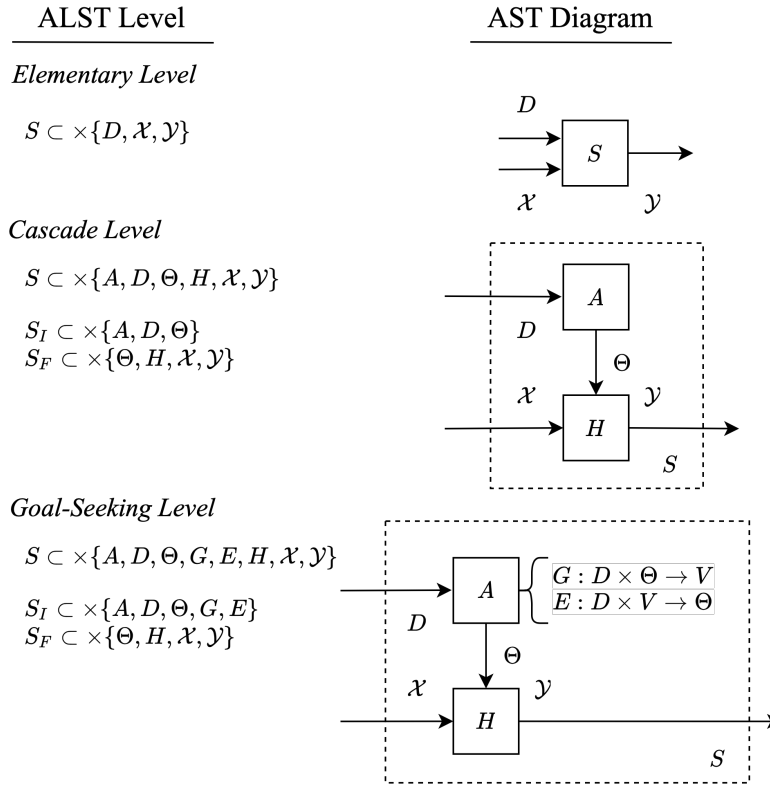 ALST Level
AST Diagram
Elementary Level
S ⊂ ×{D, 𝒳, 𝒴}
D
S
𝒳
𝒴
Cascade Level
S ⊂ ×{A, D, Θ, H, 𝒳, 𝒴}
S_I ⊂ ×{A, D, Θ}
S_F ⊂ ×{Θ, H, 𝒳, 𝒴}
A
D
Θ
𝒳
𝒴
H
S
Goal-Seeking Level
S ⊂ ×{A, D, Θ, G, E, H, 𝒳, 𝒴}
S_I ⊂ ×{A, D, Θ, G, E}
S_F ⊂ ×{Θ, H, 𝒳, 𝒴}
A
G : D × Θ → V
E : D × V → Θ
D
Θ
𝒳
𝒴
H
S